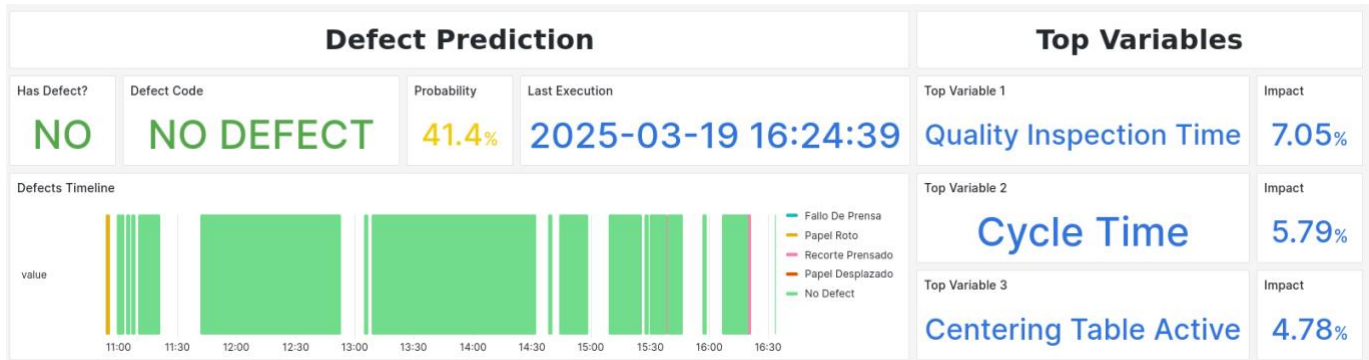 Defect Prediction
Top Variables
Has Defect?
NO
Defect Code
NO DEFECT
Probability
41.4%
Last Execution
2025-03-19 16:24:39
Top Variable 1
Quality Inspection Time
Impact
7.05%
Defects Timeline
value
Fallo De Prensa
Papel Roto
Recorte Prensado
Papel Desplazado
No Defect
11:00 11:30 12:00 12:30 13:00 13:30 14:00 14:30 15:00 15:30 16:00 16:30
Top Variable 2
Cycle Time
Impact
5.79%
Top Variable 3
Centering Table Active
Impact
4.78%